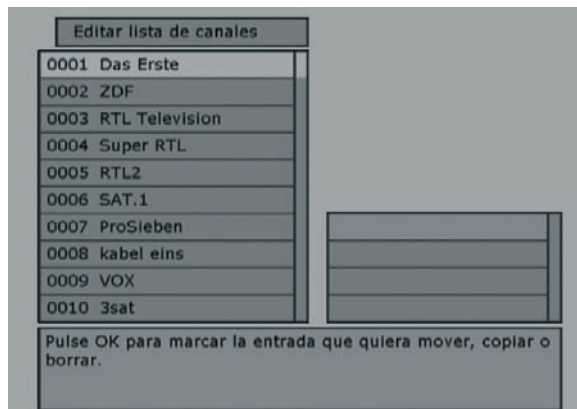 Editar lista de canales
0001 Das Erste
0002 ZDF
0003 RTL Television
0004 Super RTL
0005 RTL2
0006 SAT.1
0007 ProSieben
0008 kabel eins
0009 VOX
0010 3sat
Pulse OK para marcar la entrada que quiera mover, copiar o
borrar.